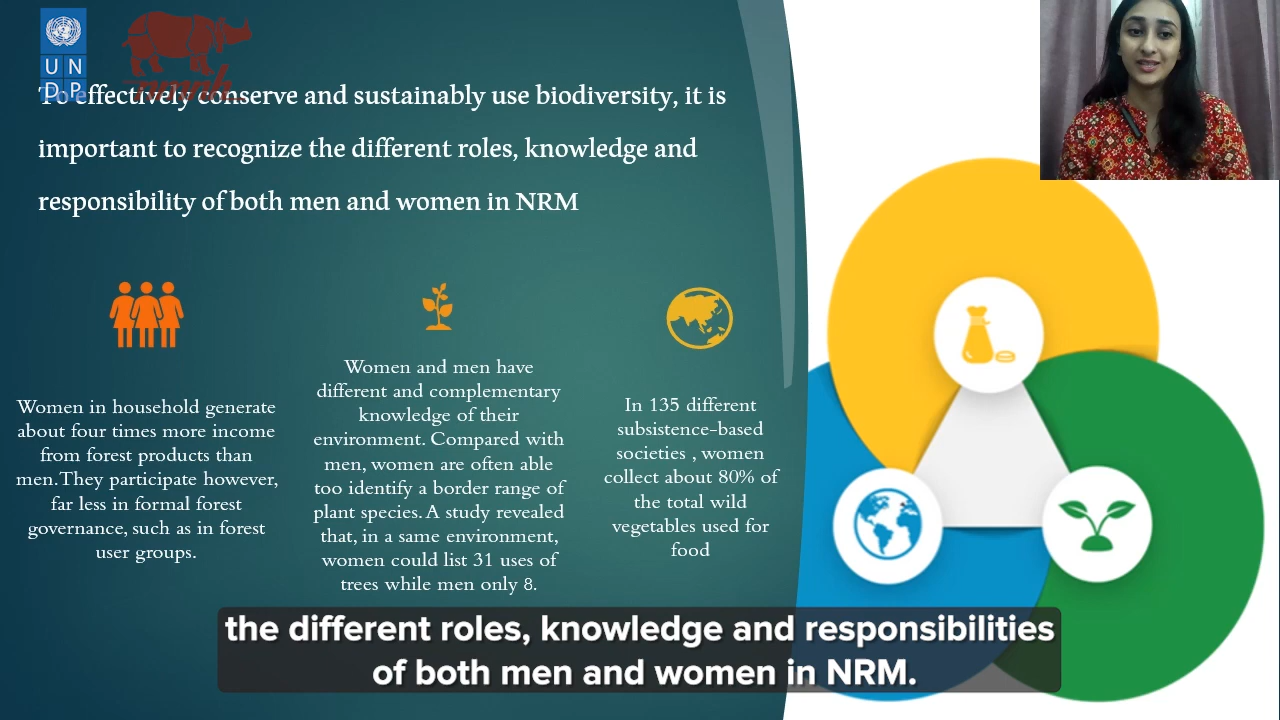 UN
DP
To effectively conserve and sustainably use biodiversity, it is
important to recognize the different roles, knowledge and
responsibility of both men and women in NRM
Women in household generate
about four times more income
from forest products than
men.They participate however,
far less in formal forest
governance, such as in forest
user groups.
Women and men have
different and complementary
knowledge of their
environment. Compared with
men, women are often able
too identify a border range of
plant species. A study revealed
that, in a same environment,
women could list 31 uses of
trees while men only 8.
In 135 different
subsistence-based
societies , women
collect about 80% of
the total wild
vegetables used for
food
the different roles, knowledge and responsibilities
of both men and women in NRM.